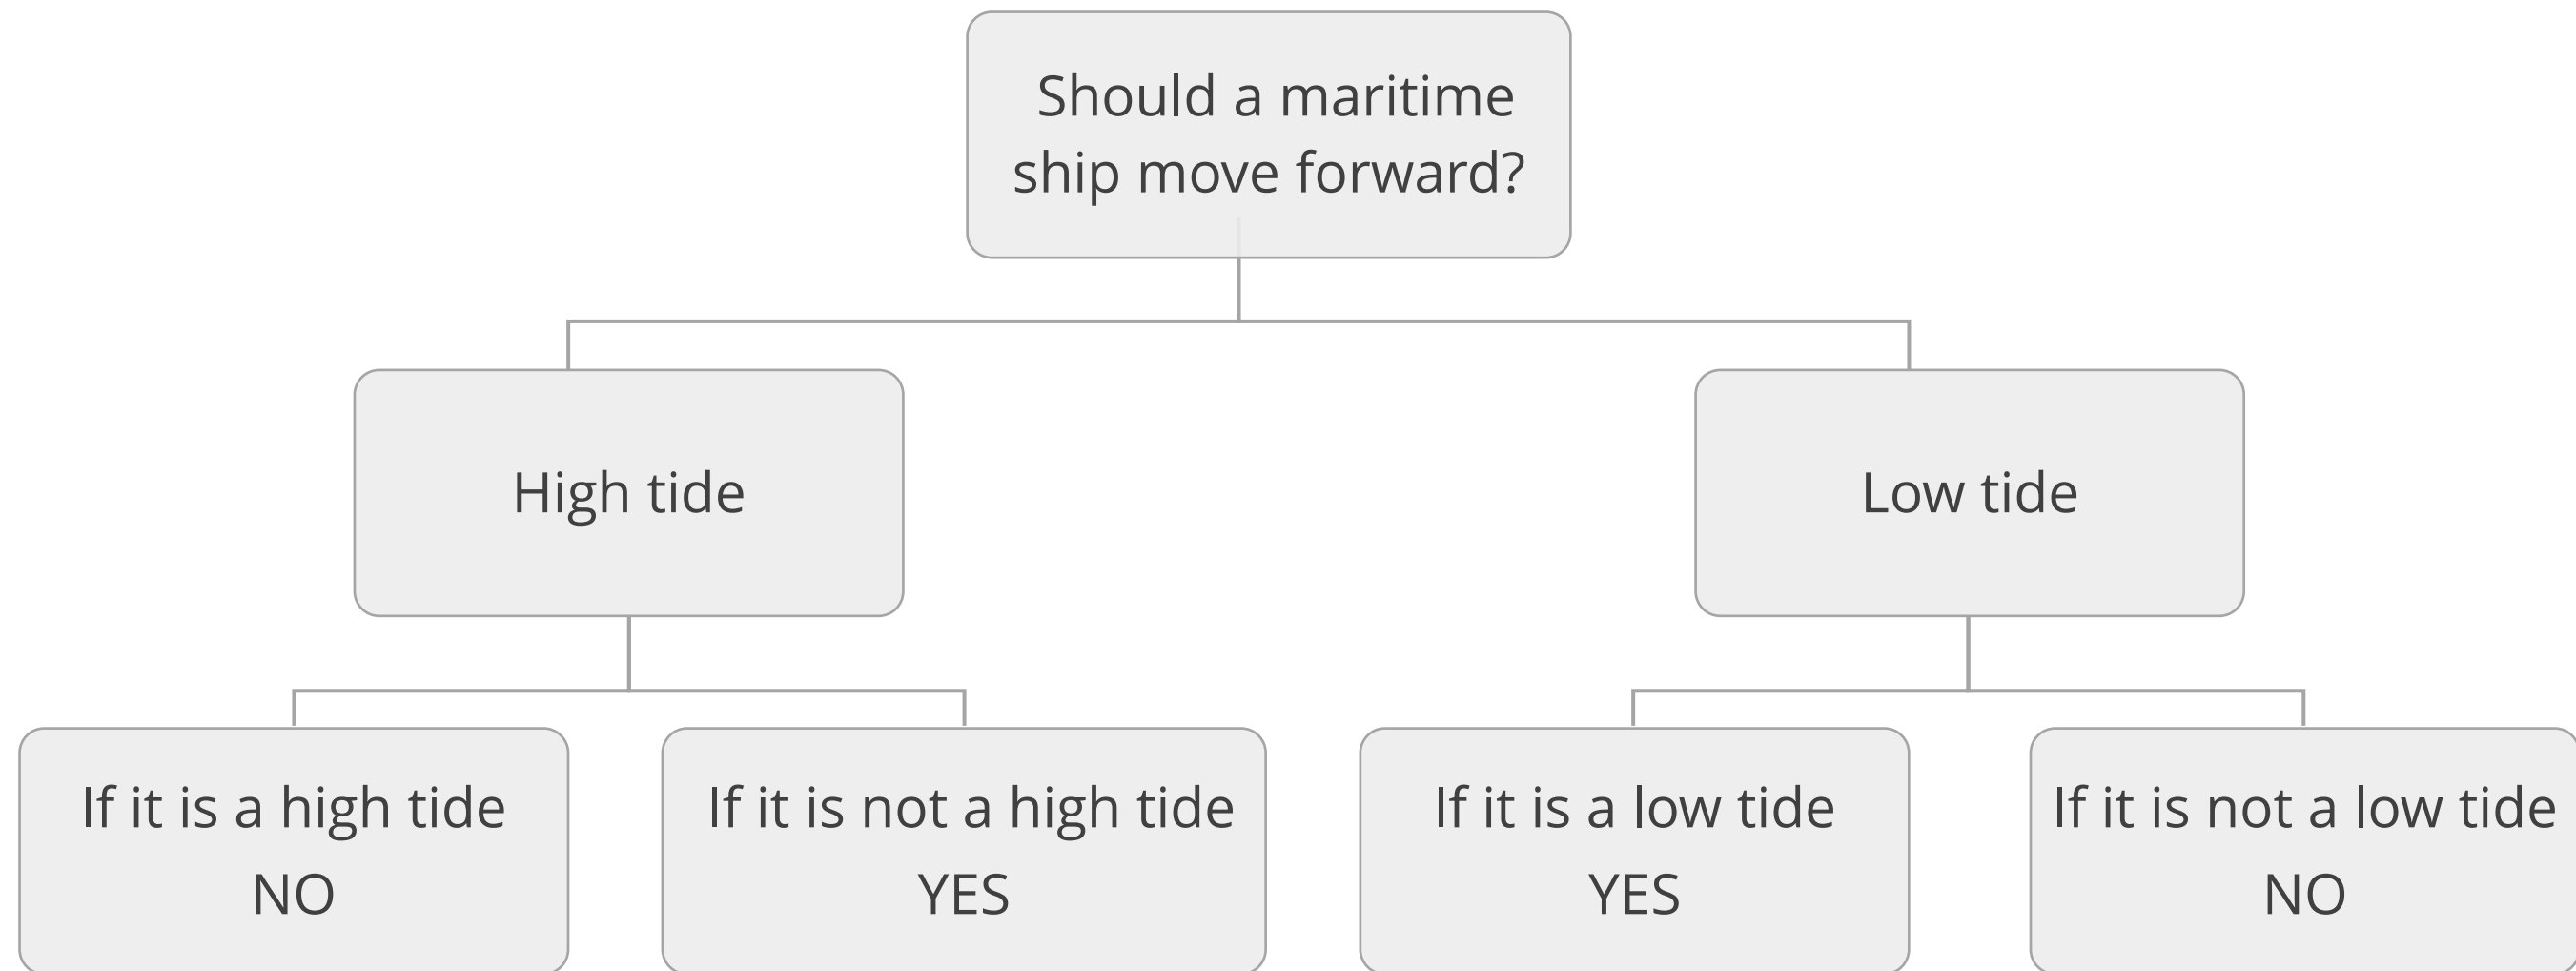 Should a maritime
ship move forward?
High tide
Low tide
If it is a high tide
NO
If it is not a high tide
YES
If it is a low tide
YES
If it is not a low tide
NO